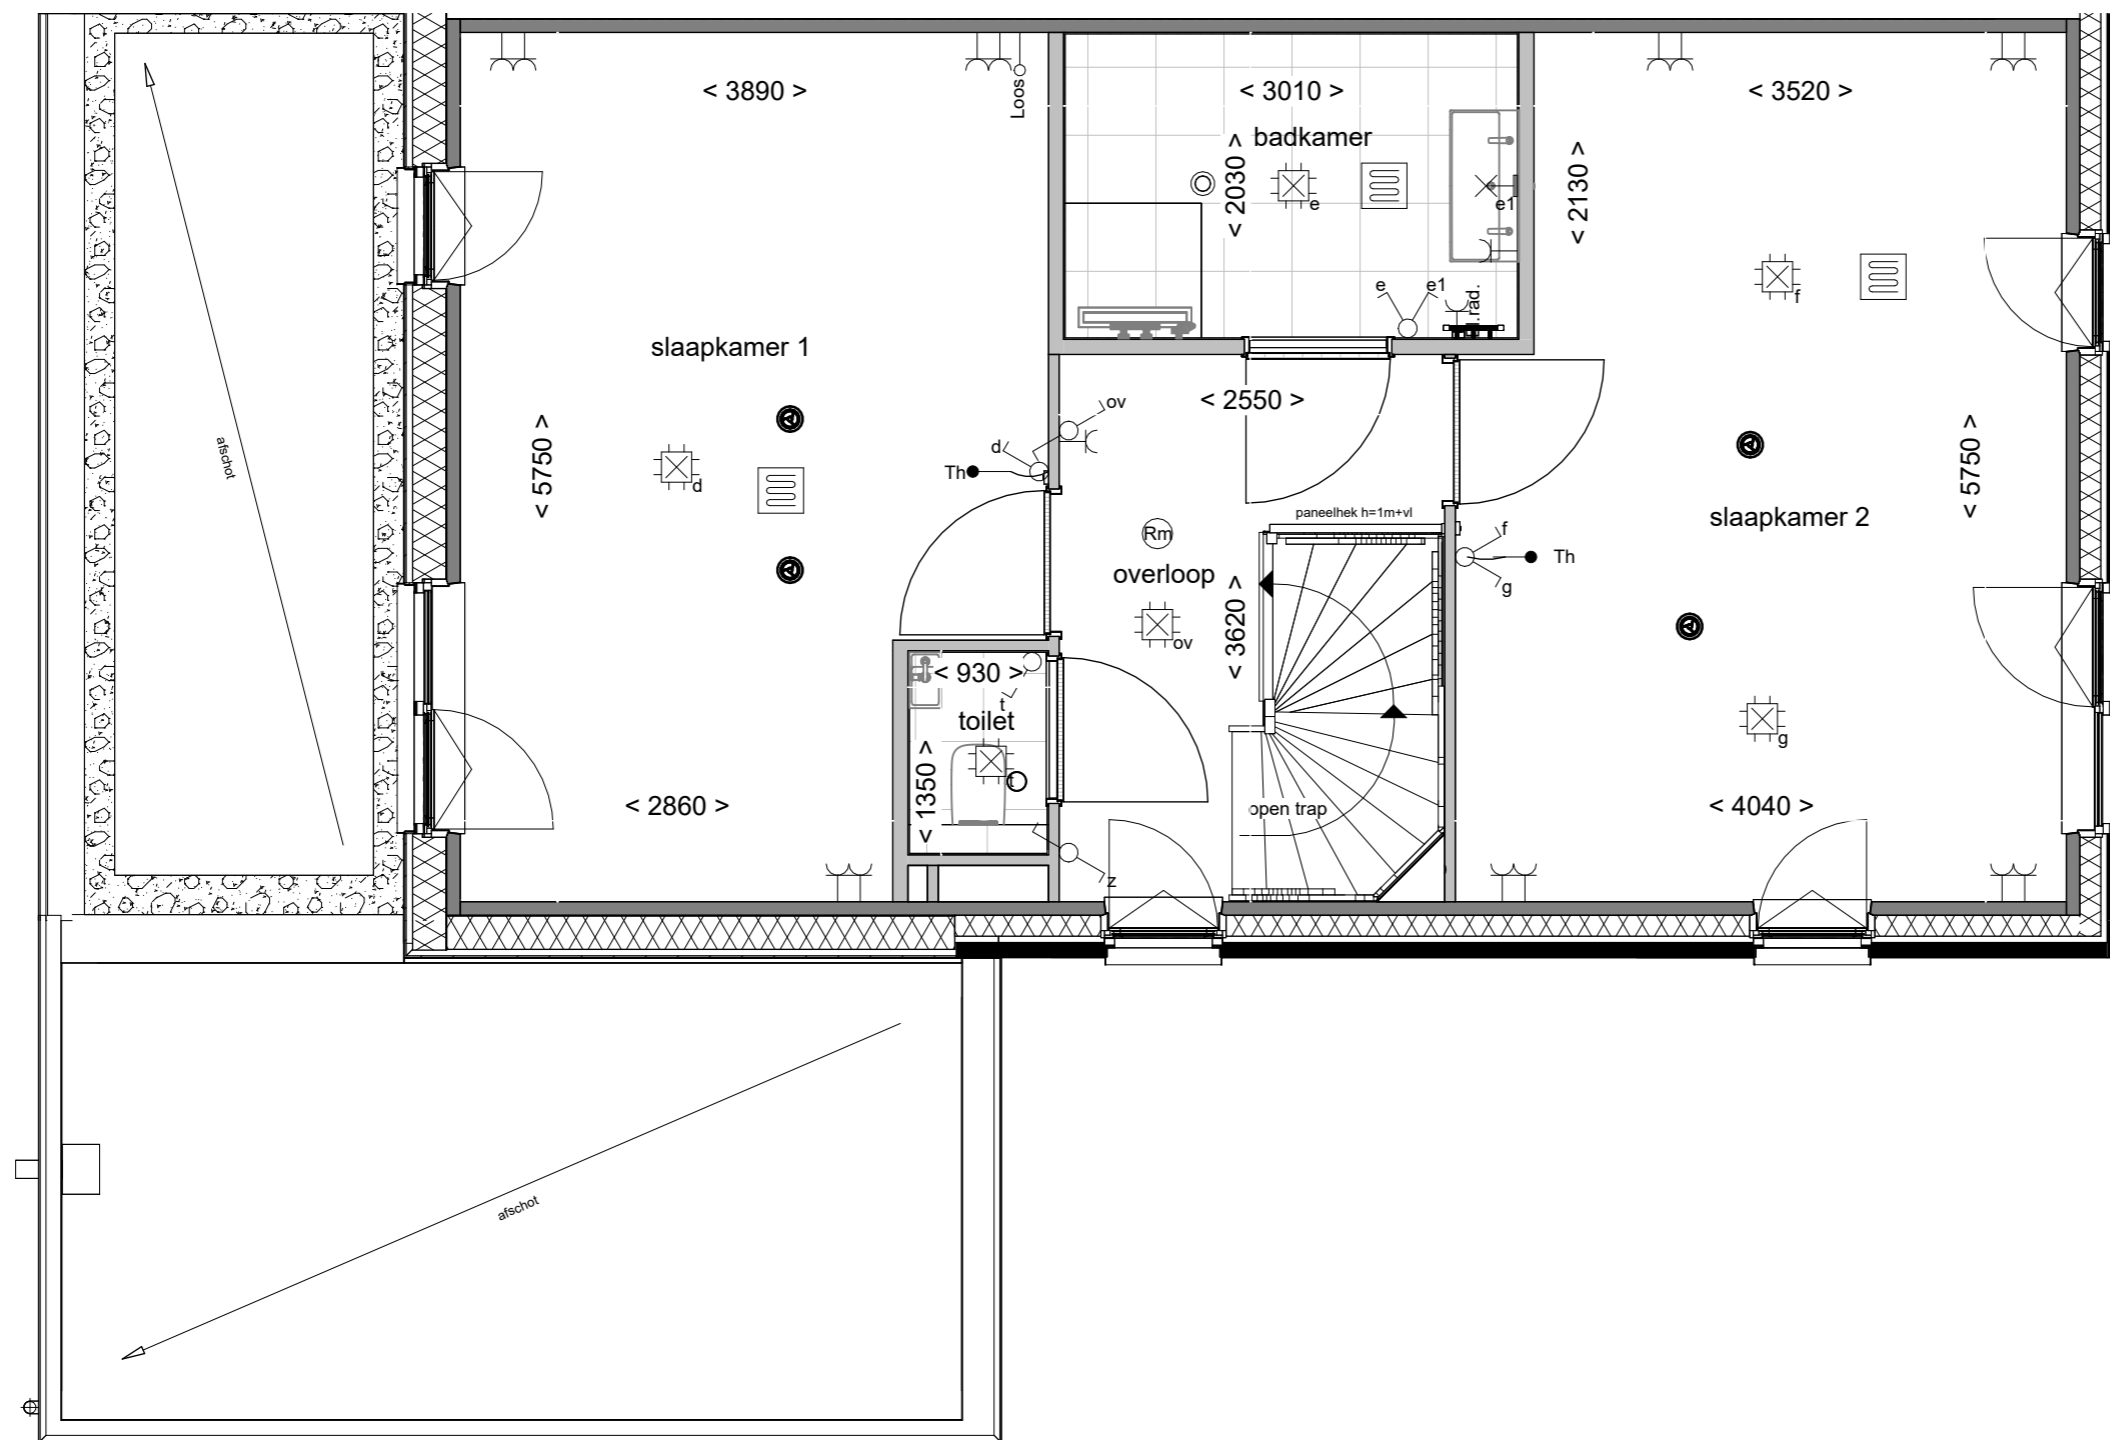 < 3890 >
Loos
< 3010 >
< 3520 >
badkamer
< 2030 >
e
e1
< 2130 >
afschot
e
e1
rad.
f
slaapkamer 1
< 2550 >
ov
d
Th
d
< 5750 >
< 5750 >
slaapkamer 2
paneelhek h=1m+vl
Rm
f
Th
g
overloop
ov
< 3620 >
< 930 >
t
toilet
t
< 1350 >
g
< 2860 >
open trap
< 4040 >
z
afschot